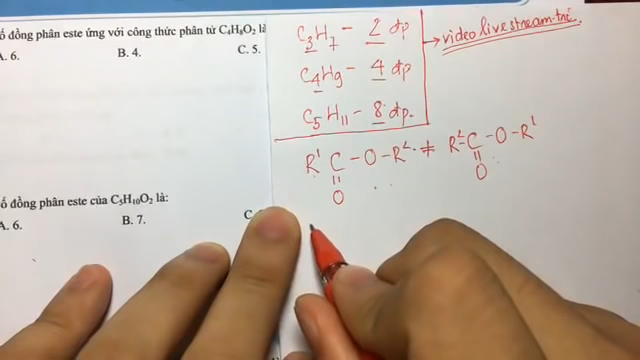 ố đồng phân este ứng với công thức phân tử C₄H₈O₂ là
A. 6. B. 4. C. 5.
ố đồng phân este của C₅H₁₀O₂ là:
A. 6. B. 7. C.
C₃H₇ – 2 đp
C₄H₉ – 4 đp
C₅H₁₁ – 8 đp.
→ video livestream trc.
R¹ C – O – R². ≠ R² – C – O – R¹
|| ||
O O